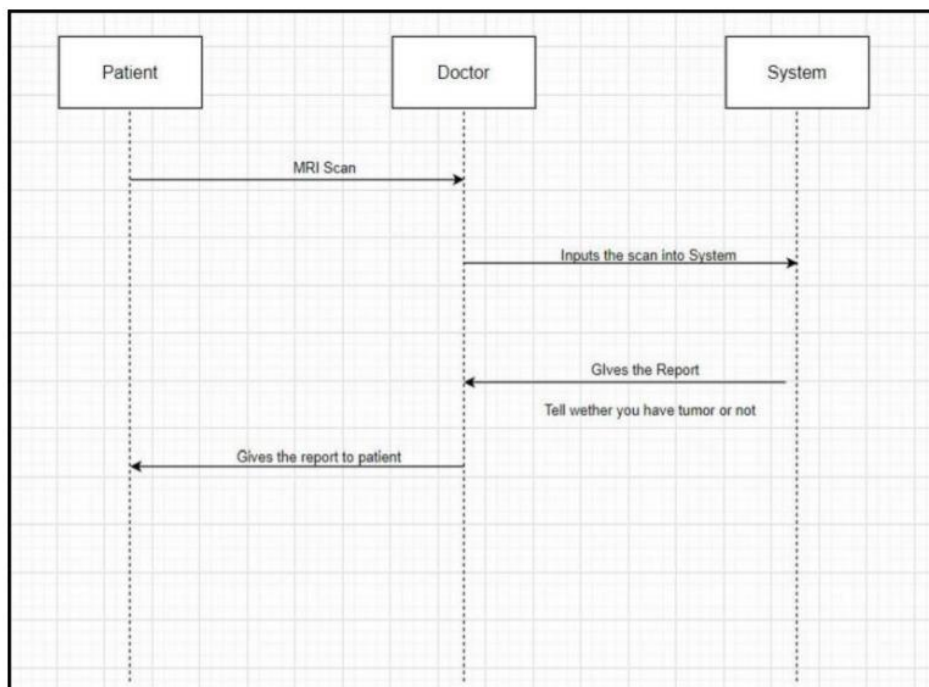 Patient
Doctor
System
MRI Scan
Inputs the scan into System
GIves the Report
Tell wether you have tumor or not
Gives the report to patient